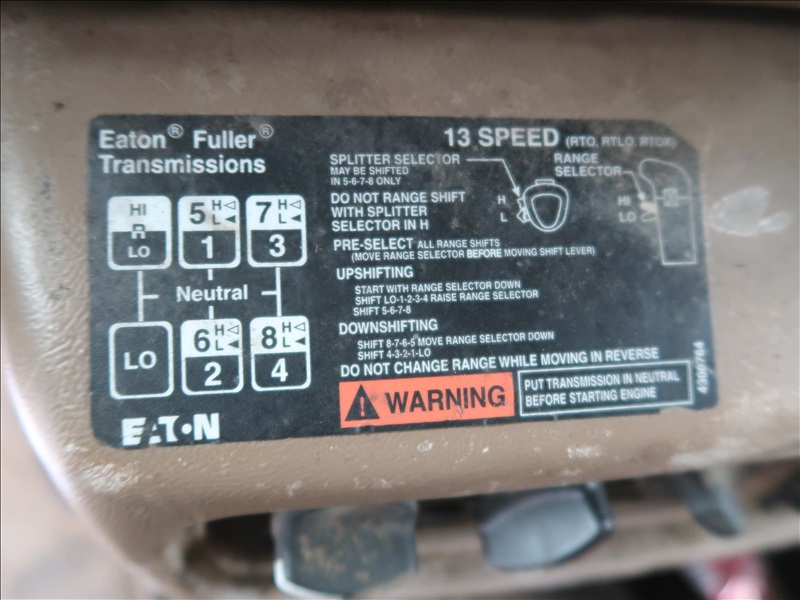 Eaton® Fuller®
Transmissions
13 SPEED (RTO, RTLO, RTOX)
SPLITTER SELECTOR
MAY BE SHIFTED
IN 5-6-7-8 ONLY
RANGE
SELECTOR
H
L
HI
LO
DO NOT RANGE SHIFT
WITH SPLITTER
SELECTOR IN H
PRE-SELECT ALL RANGE SHIFTS
(MOVE RANGE SELECTOR BEFORE MOVING SHIFT LEVER)
UPSHIFTING
START WITH RANGE SELECTOR DOWN
SHIFT LO-1-2-3-4 RAISE RANGE SELECTOR
SHIFT 5-6-7-8
DOWNSHIFTING
SHIFT 8-7-6-5 MOVE RANGE SELECTOR DOWN
SHIFT 4-3-2-1-LO
DO NOT CHANGE RANGE WHILE MOVING IN REVERSE
WARNING
PUT TRANSMISSION IN NEUTRAL
BEFORE STARTING ENGINE
HI
R
LO
5 H◁
L◀
1
7 H◁
L◀
3
Neutral
LO
6 H◁
L◀
2
8 H◁
L◀
4
EATON
4300764